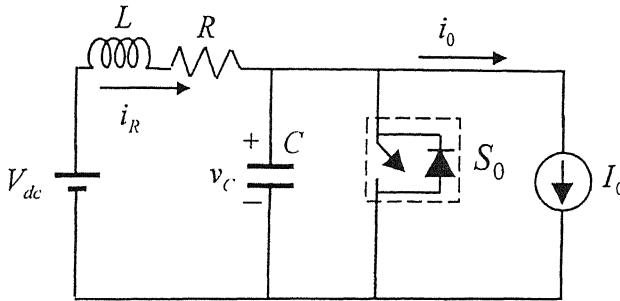 L R
i_0
i_R
+ C
v_C
−
V_dc
S_0
I_0